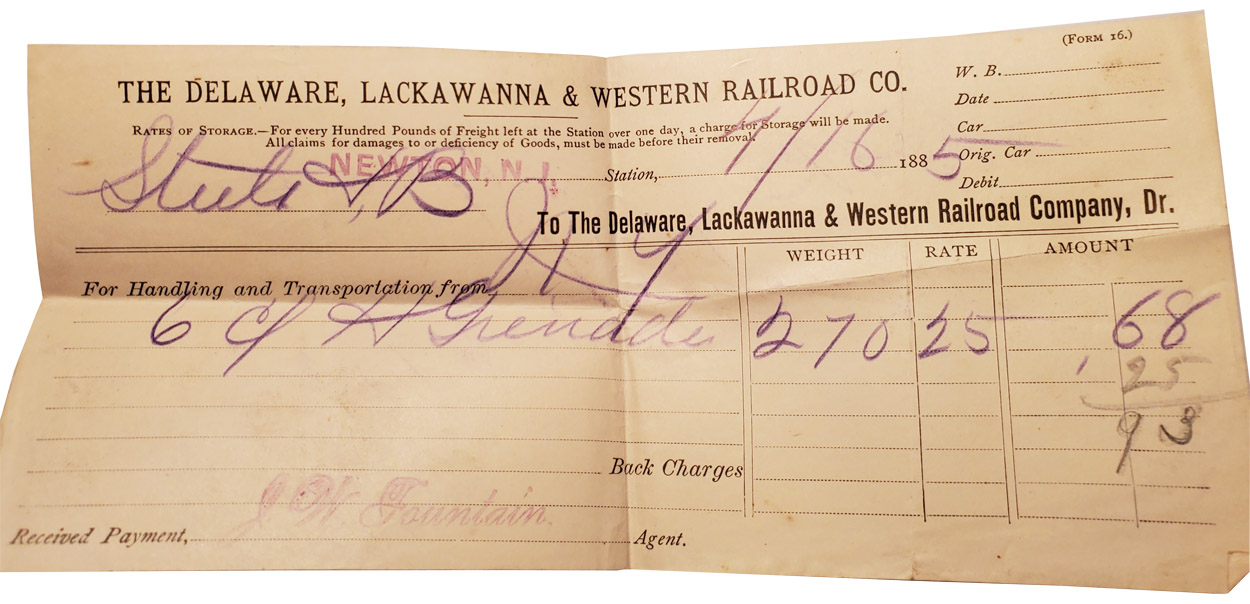 (FORM 16.)
THE DELAWARE, LACKAWANNA & WESTERN RAILROAD CO.
W. B.
RATES OF STORAGE.—For every Hundred Pounds of Freight left at the Station over one day, a charge for Storage will be made.
Date
All claims for damages to or deficiency of Goods, must be made before their removal.
Car
NEWTON, N. J. Station, 4/16 1885
Orig. Car
& B
Debit
To The Delaware, Lackawanna & Western Railroad Company, Dr.
WEIGHT RATE AMOUNT
For Handling and Transportation from N Y
6 H Grenades 270 25 68
25
93
Back Charges
J. W. Fountain
Received Payment, Agent.